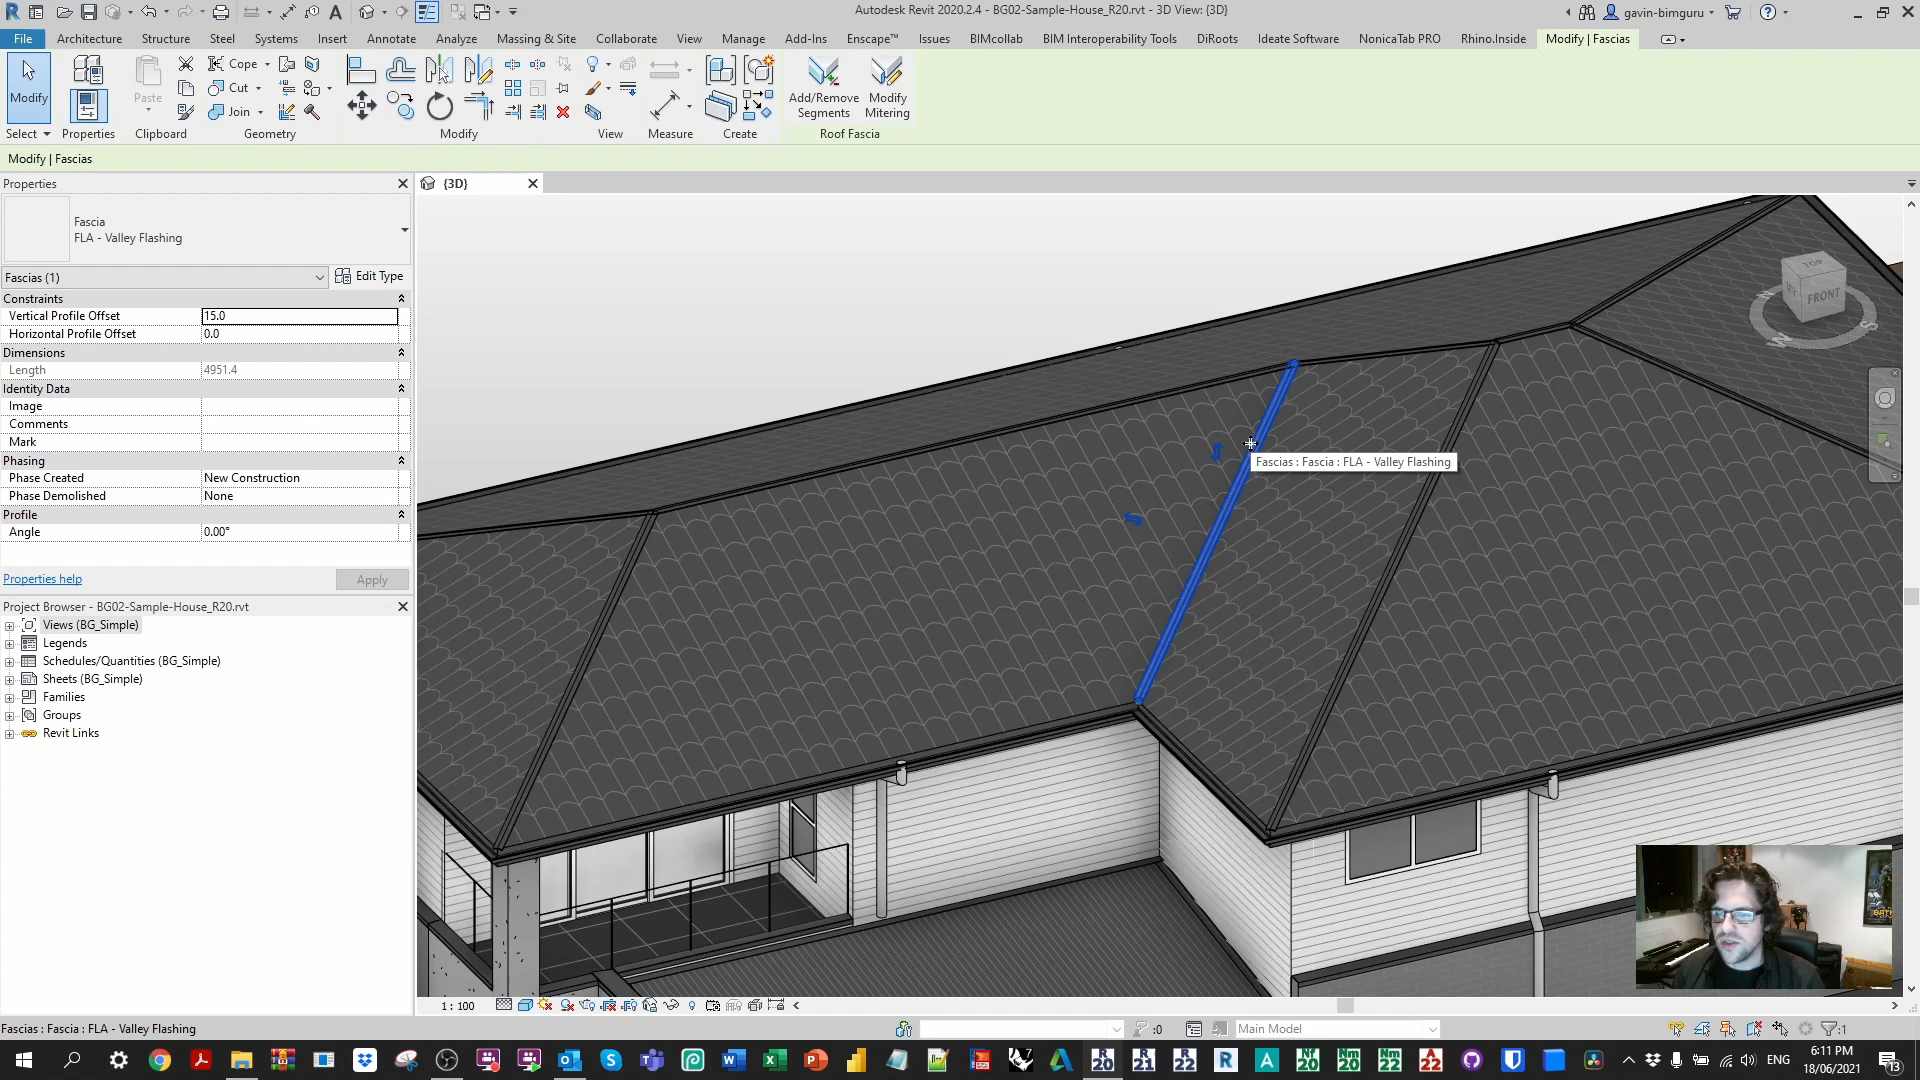 Autodesk Revit 2020.2.4 - BG02-Sample-House_R20.rvt - 3D View: {3D}
gavin-bimguru
File
Architecture
Structure
Steel
Systems
Insert
Annotate
Analyze
Massing & Site
Collaborate
View
Manage
Add-Ins
Enscape™
Issues
BIMcollab
BIM Interoperability Tools
DiRoots
Ideate Software
NonicaTab PRO
Rhino.Inside
Modify | Fascias
Modify
Paste
Cope
Cut
Join
Add/Remove
Segments
Modify
Mitering
Select
Properties
Clipboard
Geometry
Modify
View
Measure
Create
Roof Fascia
Modify | Fascias
Properties
{3D}
Fascia
FLA - Valley Flashing
Fascias (1)
Edit Type
Constraints
Vertical Profile Offset
15.0
Horizontal Profile Offset
0.0
Dimensions
Length
4951.4
Identity Data
Image
Comments
Mark
Phasing
Phase Created
New Construction
Phase Demolished
None
Profile
Angle
0.00°
Properties help
Apply
Project Browser - BG02-Sample-House_R20.rvt
Views (BG_Simple)
Legends
Schedules/Quantities (BG_Simple)
Sheets (BG_Simple)
Families
Groups
Revit Links
TOP
FRONT
Fascias : Fascia : FLA - Valley Flashing
1 : 100
Fascias : Fascia : FLA - Valley Flashing
:0
Main Model
:1
ENG
6:11 PM
18/06/2021